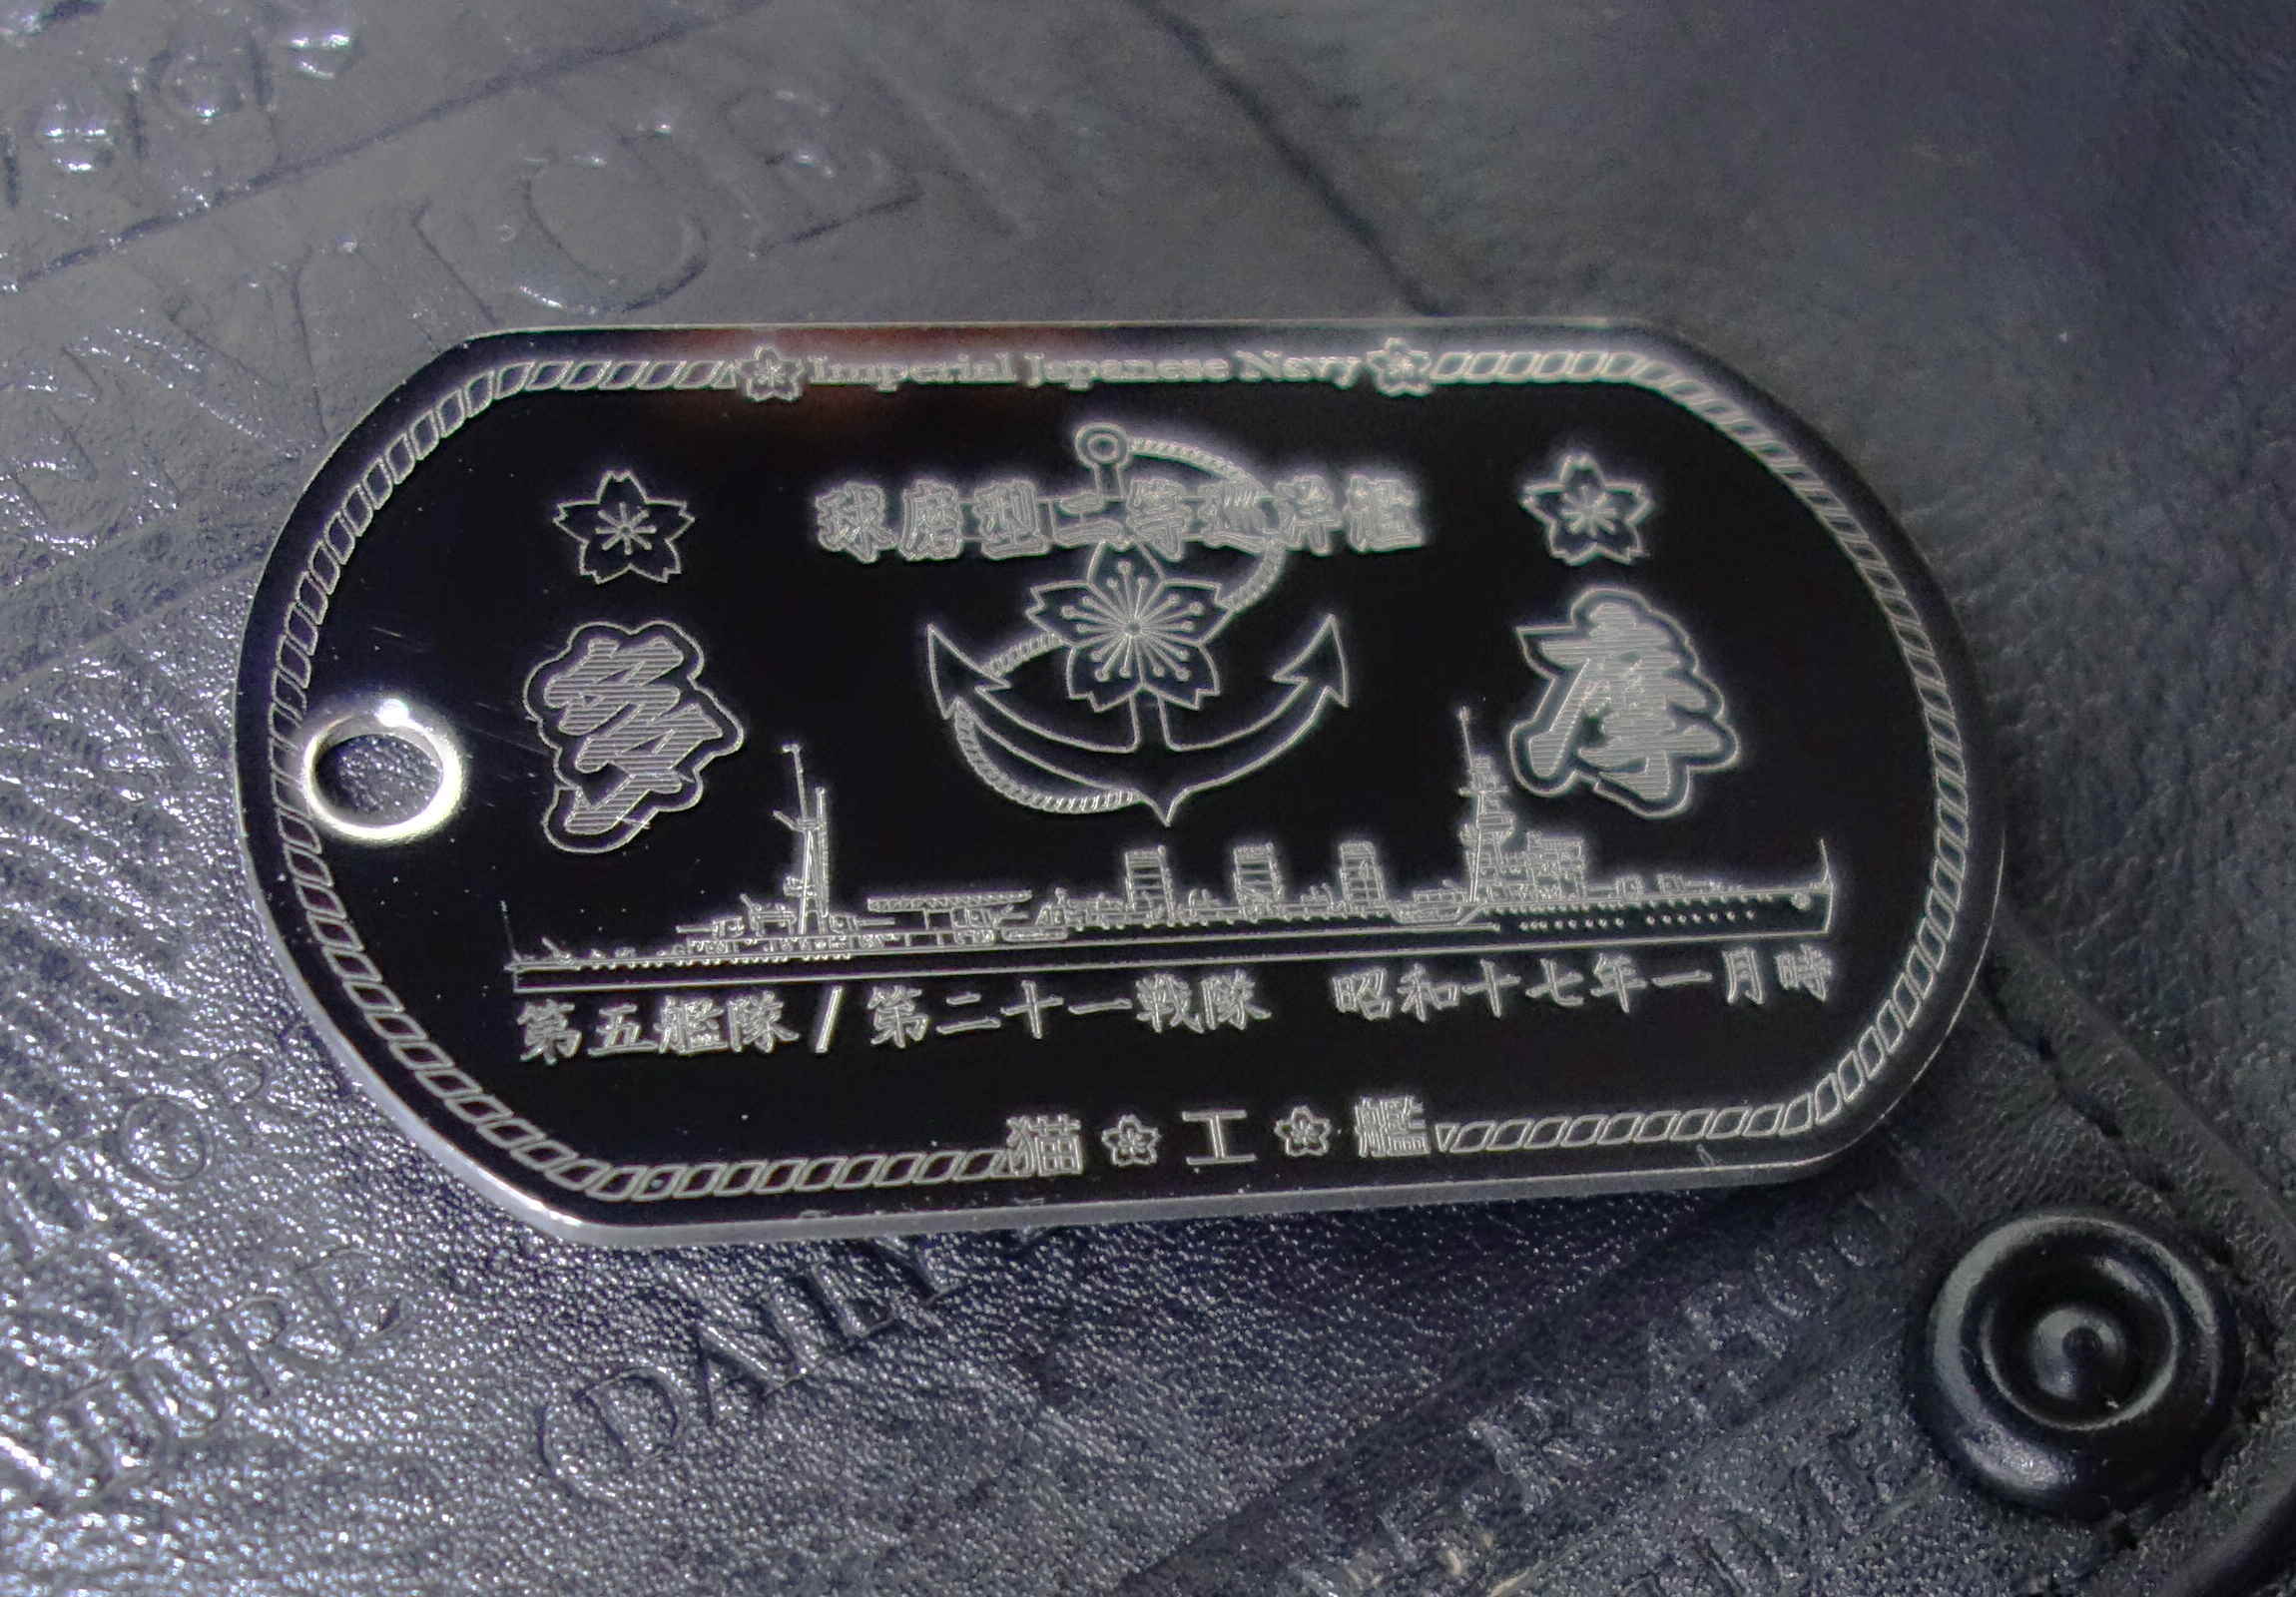 Imperial Japanese Navy
球磨型二等巡洋艦
多 摩
第五艦隊/第二十一戦隊 昭和十七年一月時
猫 工 艦
DAILY